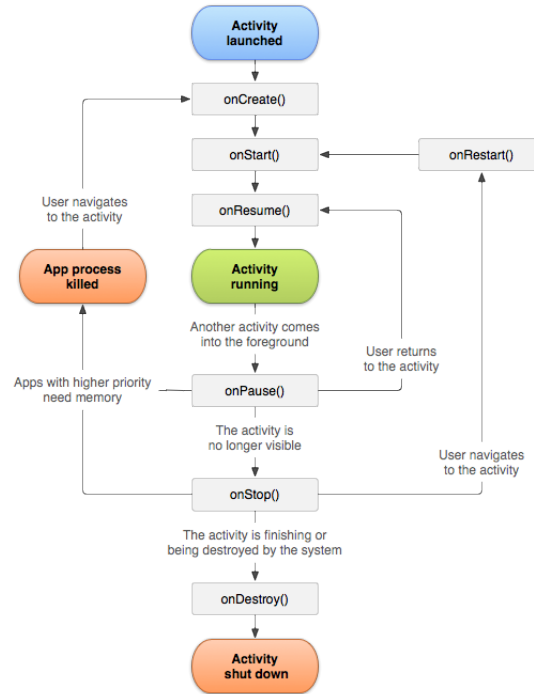 Activity
launched
onCreate()
onStart()
onRestart()
User navigates
to the activity
onResume()
App process
killed
Activity
running
Another activity comes
into the foreground
User returns
to the activity
Apps with higher priority
need memory
onPause()
The activity is
no longer visible
User navigates
to the activity
onStop()
The activity is finishing or
being destroyed by the system
onDestroy()
Activity
shut down